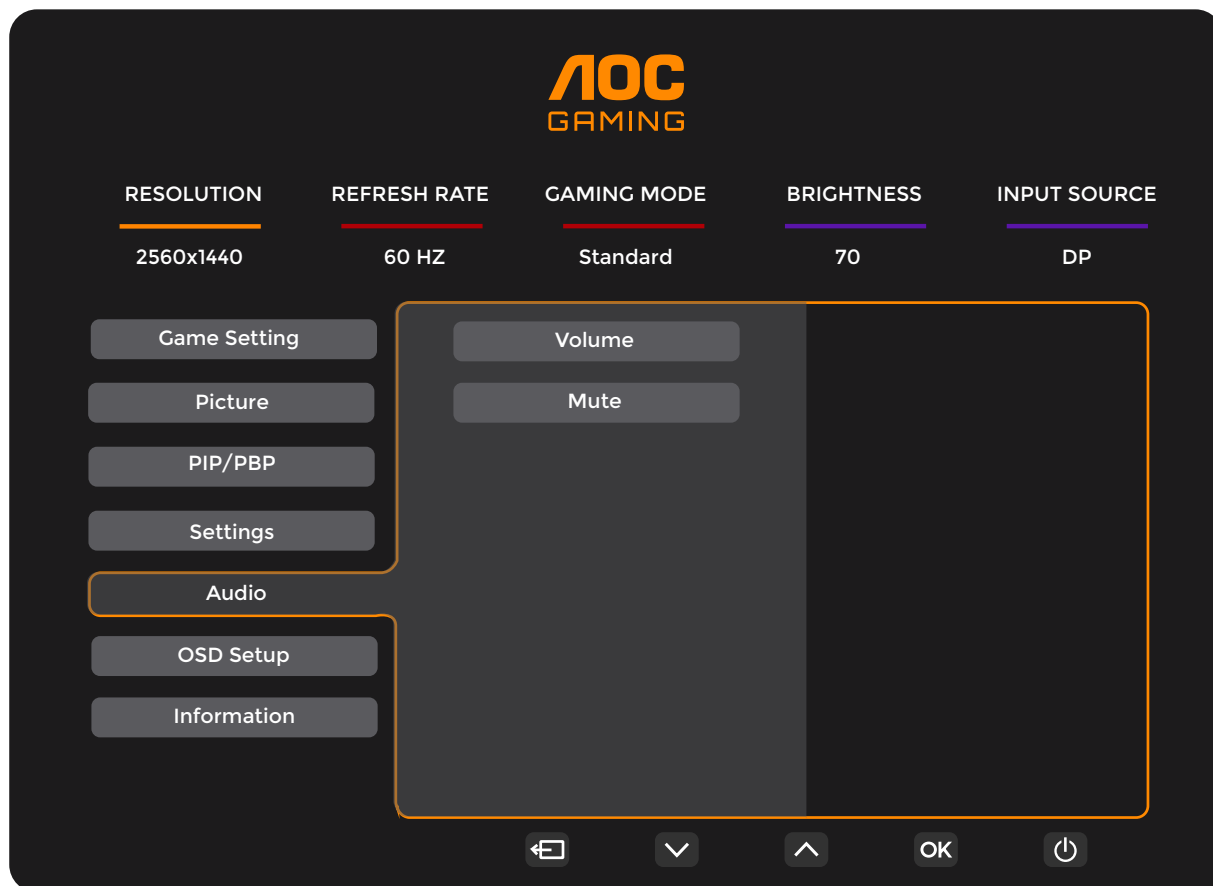 AOC
GAMING
RESOLUTION REFRESH RATE GAMING MODE BRIGHTNESS INPUT SOURCE
2560x1440 60 HZ Standard 70 DP
Game Setting
Picture
PIP/PBP
Settings
Audio
OSD Setup
Information
Volume
Mute
OK